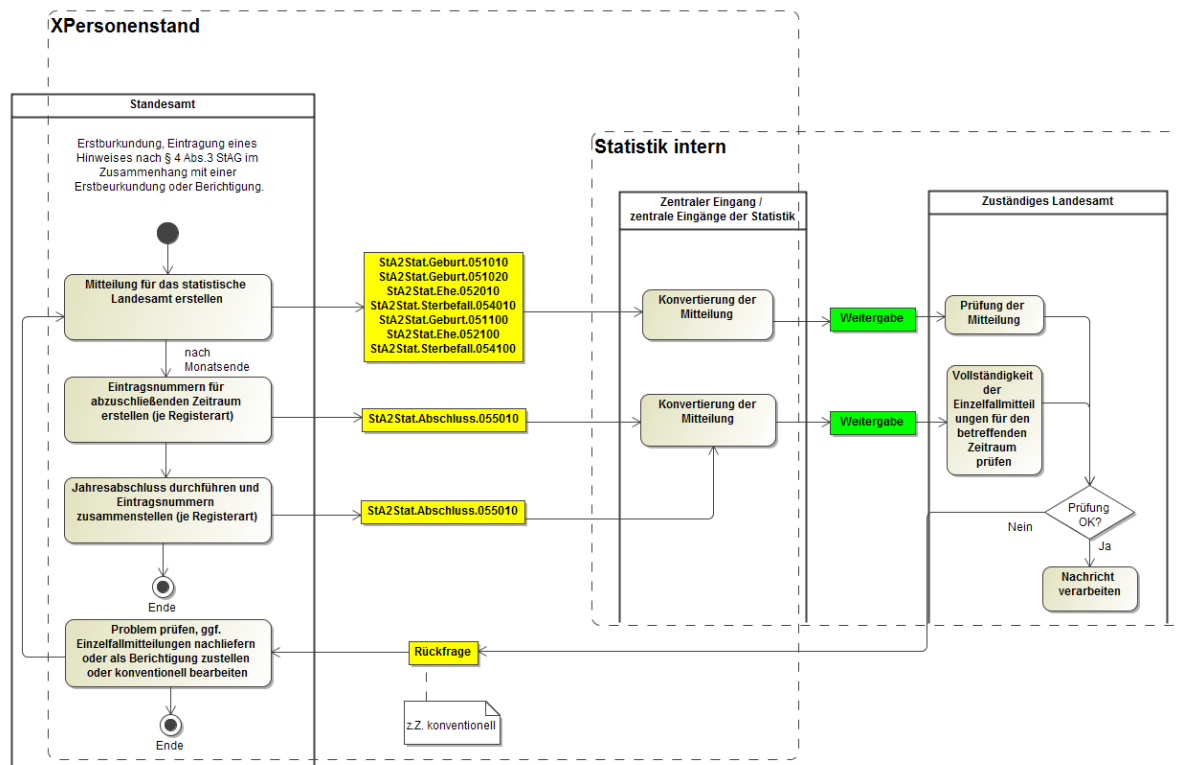 XPersonenstand
Standesamt
Erstburkundung, Eintragung eines
Hinweises nach § 4 Abs.3 StAG im
Zusammenhang mit einer
Erstbeurkundung oder Berichtigung.
Mitteilung für das statistische
Landesamt erstellen
nach
Monatsende
Eintragsnummern für
abzuschließenden Zeitraum
erstellen (je Registerart)
Jahresabschluss durchführen und
Eintragsnummern
zusammenstellen (je Registerart)
Ende
Problem prüfen, ggf.
Einzelfallmitteilungen nachliefern
oder als Berichtigung zustellen
oder konventionell bearbeiten
Ende
StA2Stat.Geburt.051010
StA2Stat.Geburt.051020
StA2Stat.Ehe.052010
StA2Stat.Sterbefall.054010
StA2Stat.Geburt.051100
StA2Stat.Ehe.052100
StA2Stat.Sterbefall.054100
StA2Stat.Abschluss.055010
StA2Stat.Abschluss.055010
Rückfrage
z.Z. konventionell
Statistik intern
Zentraler Eingang /
zentrale Eingänge der Statistik
Konvertierung der
Mitteilung
Konvertierung der
Mitteilung
Weitergabe
Weitergabe
Zuständiges Landesamt
Prüfung der
Mitteilung
Vollständigkeit
der
Einzelfallmitteil
ungen für den
betreffenden
Zeitraum
prüfen
Prüfung
OK?
Nein
Ja
Nachricht
verarbeiten